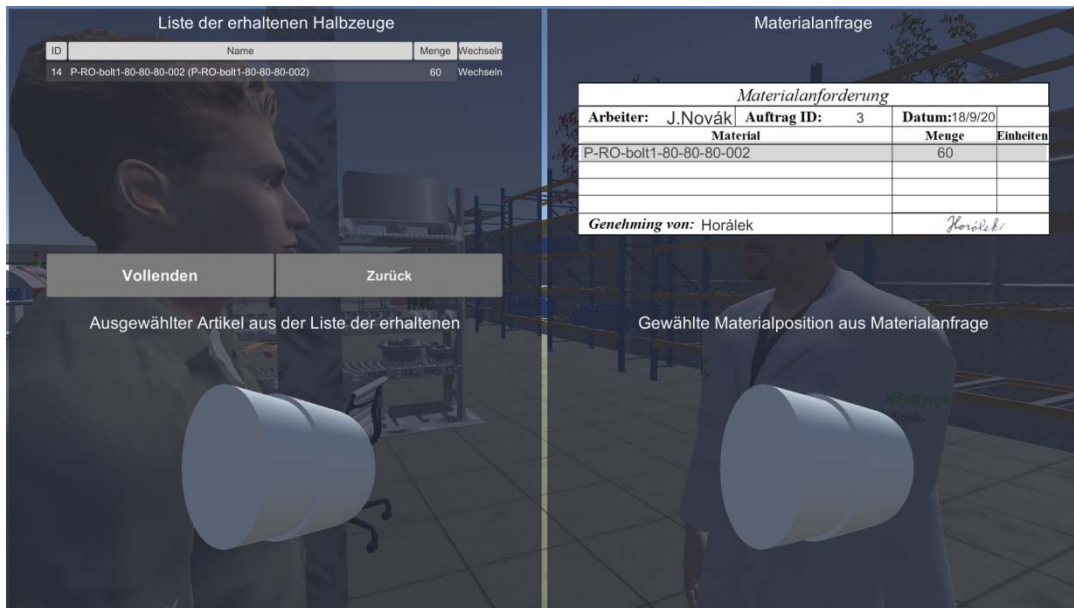 Liste der erhaltenen Halbzeuge
ID Name Menge Wechseln
14 P-RO-bolt1-80-80-80-002 (P-RO-bolt1-80-80-80-002) 60 Wechseln
Vollenden Zurück
Ausgewählter Artikel aus der Liste der erhaltenen
Materialanfrage
Materialanforderung
Arbeiter: J.Novák Auftrag ID: 3 Datum:18/9/20
Material Menge Einheiten
P-RO-bolt1-80-80-80-002 60
Genehming von: Horálek Horálek
Gewählte Materialposition aus Materialanfrage